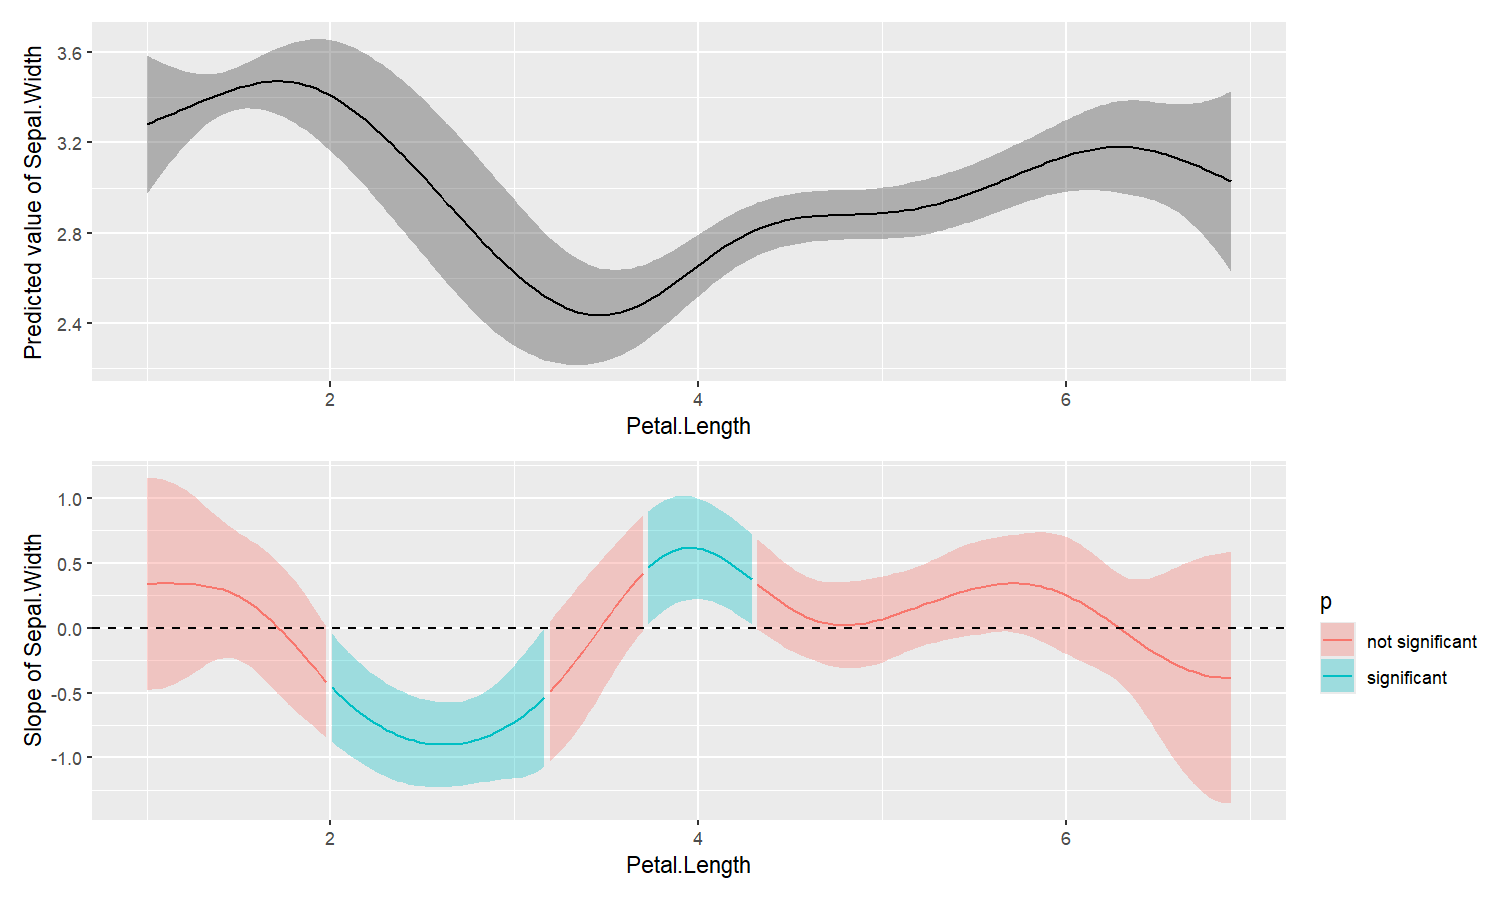 Predicted value of Sepal.Width
3.6
3.2
2.8
2.4
2
4
6
Petal.Length
Slope of Sepal.Width
1.0
0.5
0.0
-0.5
-1.0
2
4
6
Petal.Length
p
not significant
significant